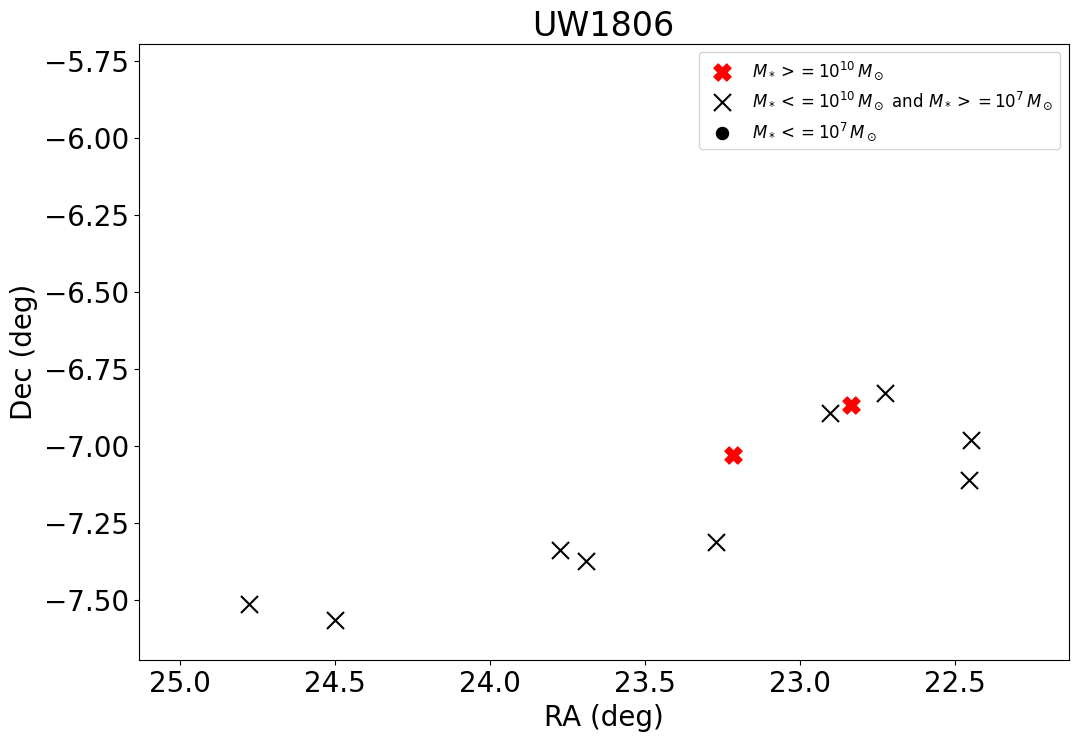 UW1806
M* >= 10^10 M⊙
M* <= 10^10 M⊙ and M* >= 10^7 M⊙
M* <= 10^7 M⊙
−5.75
−6.00
−6.25
−6.50
−6.75
−7.00
−7.25
−7.50
Dec (deg)
25.0 24.5 24.0 23.5 23.0 22.5
RA (deg)